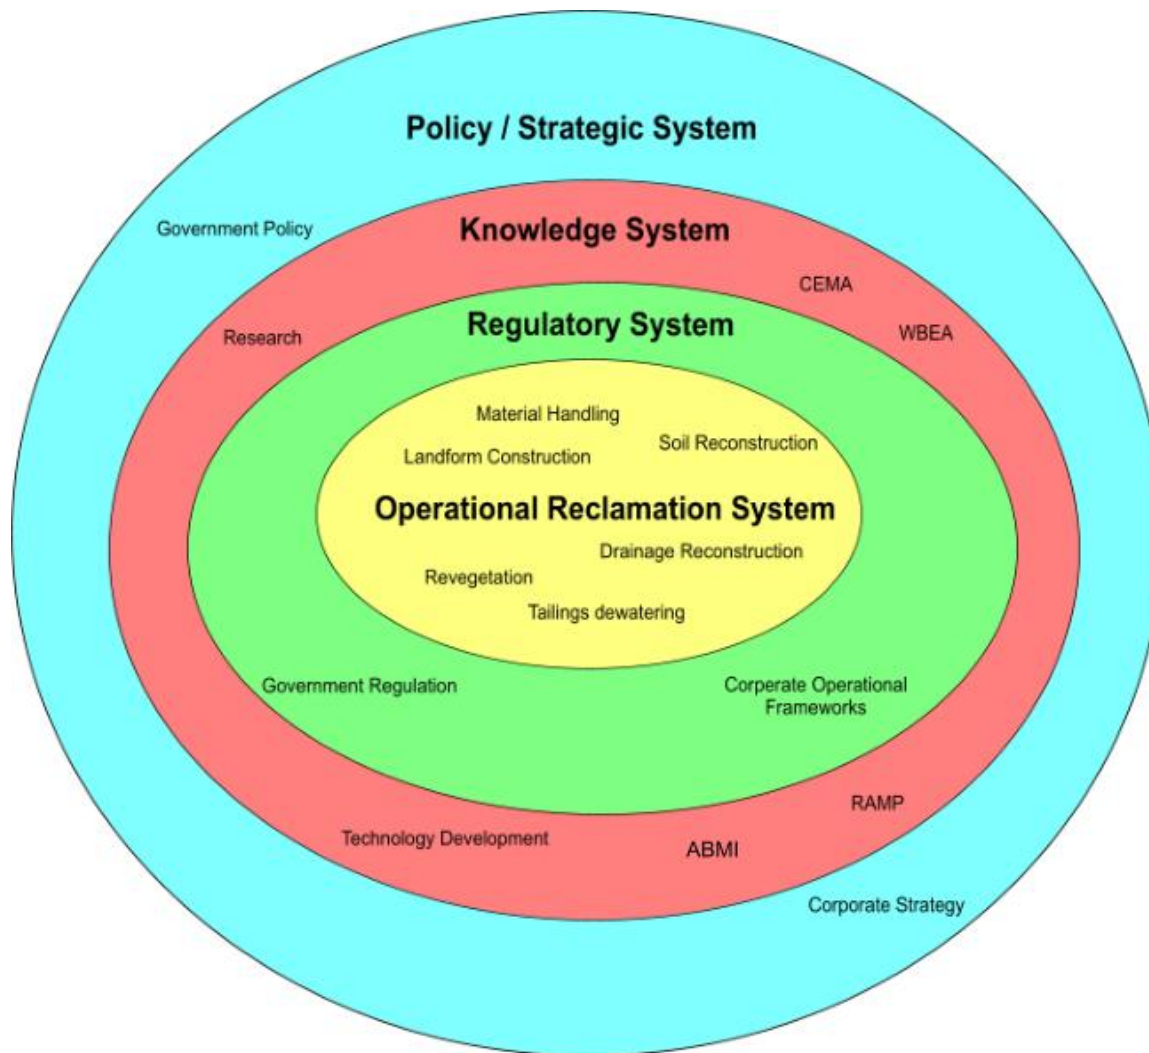 Policy / Strategic System
Government Policy
Knowledge System
CEMA
Research
WBEA
Regulatory System
Material Handling
Soil Reconstruction
Landform Construction
Operational Reclamation System
Drainage Reconstruction
Revegetation
Tailings dewatering
Government Regulation
Corperate Operational
Frameworks
RAMP
Technology Development
ABMI
Corporate Strategy